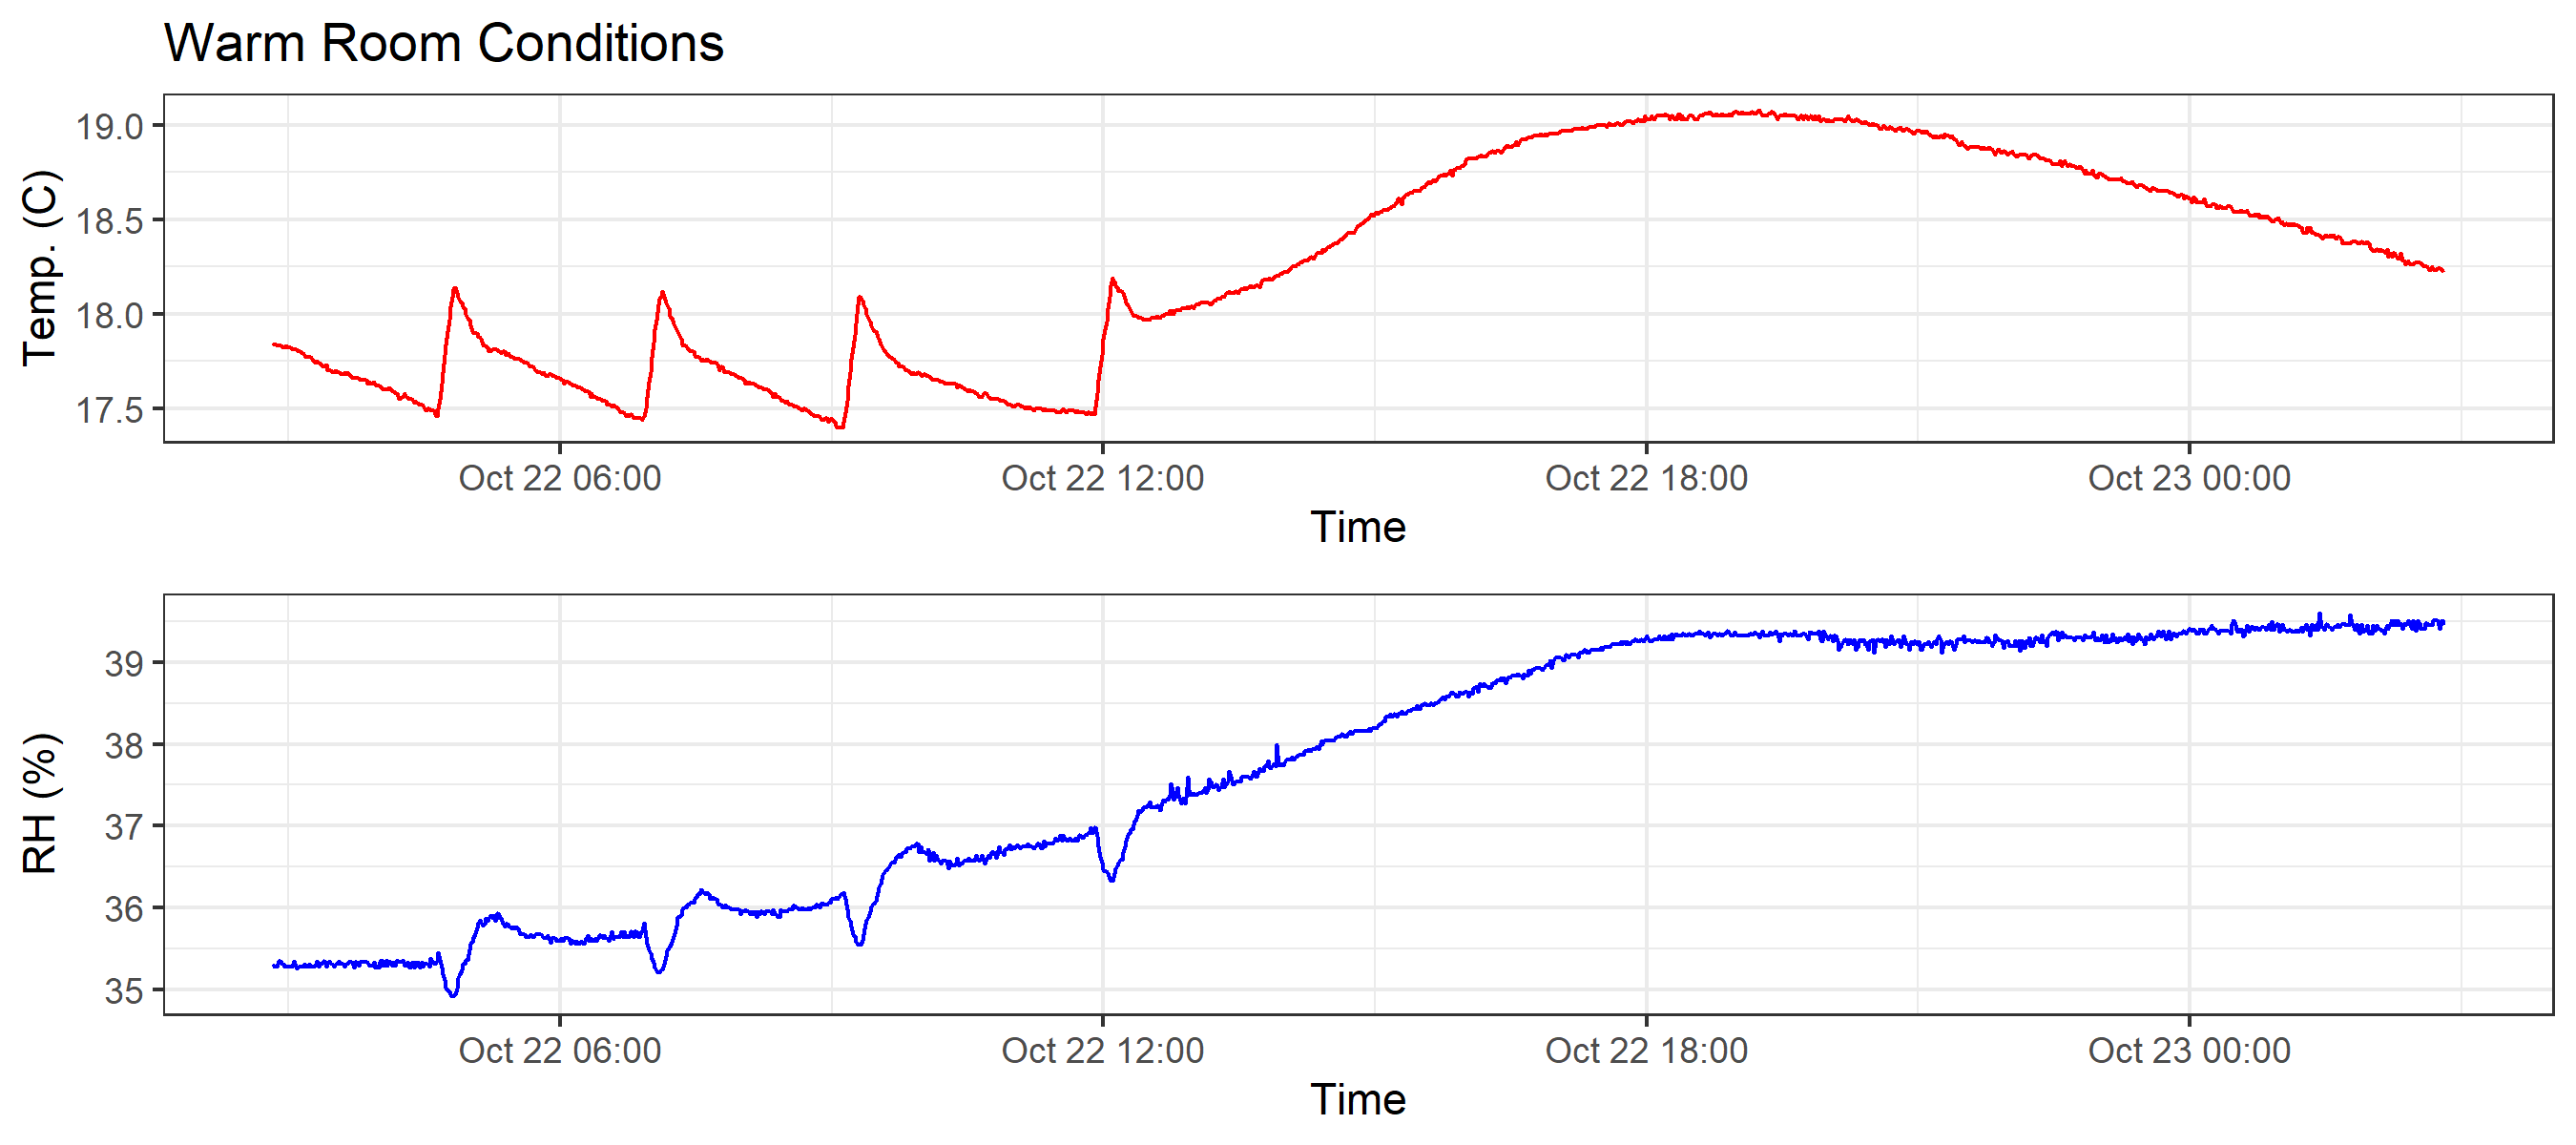 Warm Room Conditions
Temp. (C)
19.0
18.5
18.0
17.5
Oct 22 06:00 Oct 22 12:00 Oct 22 18:00 Oct 23 00:00
Time
RH (%)
39
38
37
36
35
Oct 22 06:00 Oct 22 12:00 Oct 22 18:00 Oct 23 00:00
Time